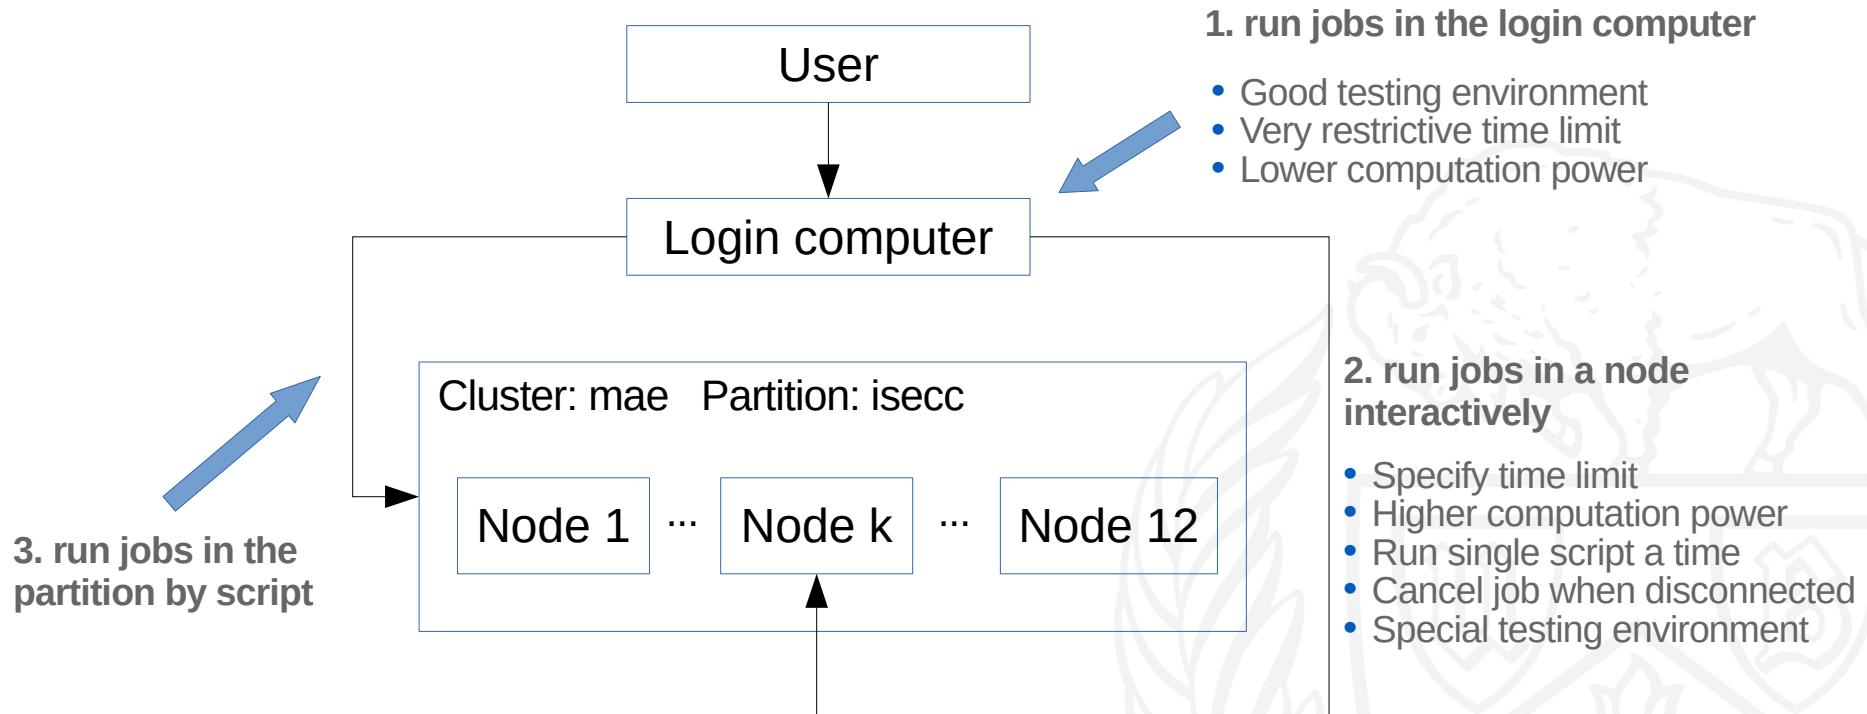 1. run jobs in the login computer
User
• Good testing environment
• Very restrictive time limit
• Lower computation power
Login computer
Cluster: mae Partition: isecc
Node 1 ... Node k ... Node 12
2. run jobs in a node
interactively
• Specify time limit
• Higher computation power
• Run single script a time
• Cancel job when disconnected
• Special testing environment
3. run jobs in the
partition by script